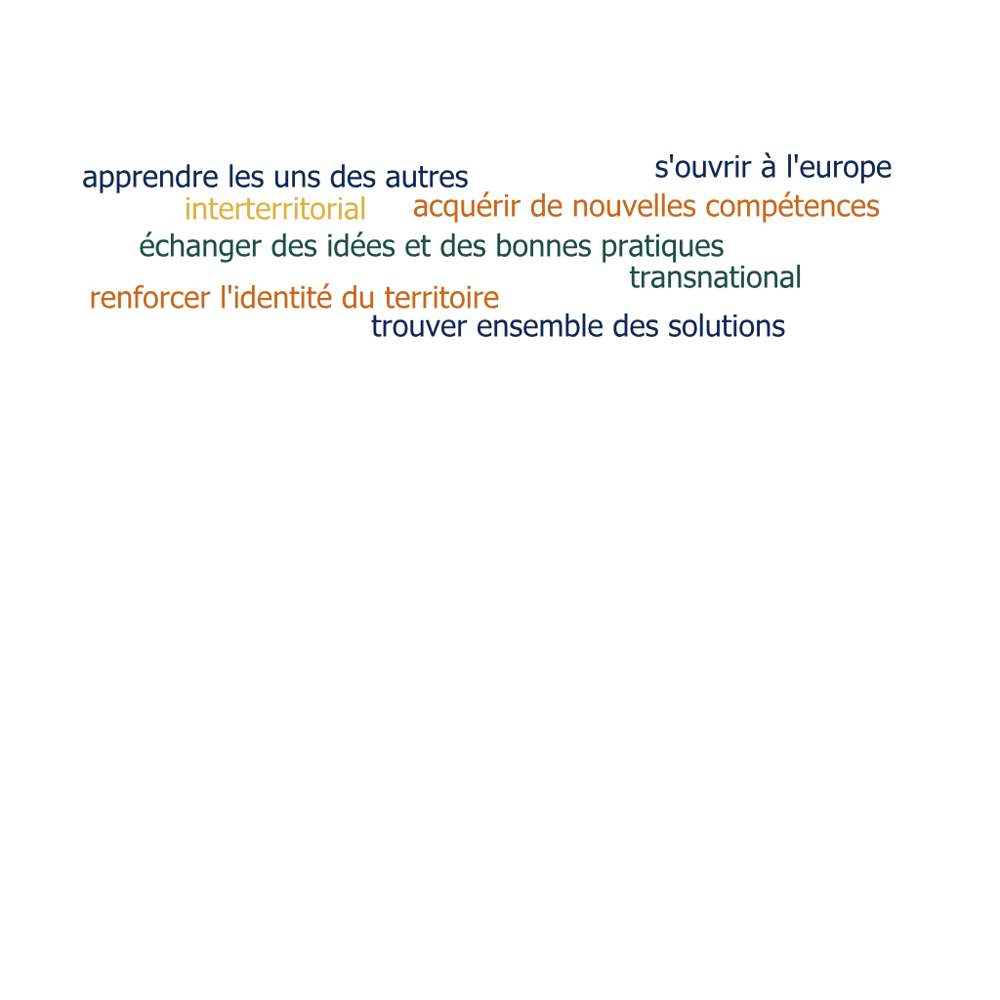 apprendre les uns des autres
s'ouvrir à l'europe
interterritorial
acquérir de nouvelles compétences
échanger des idées et des bonnes pratiques
transnational
renforcer l'identité du territoire
trouver ensemble des solutions